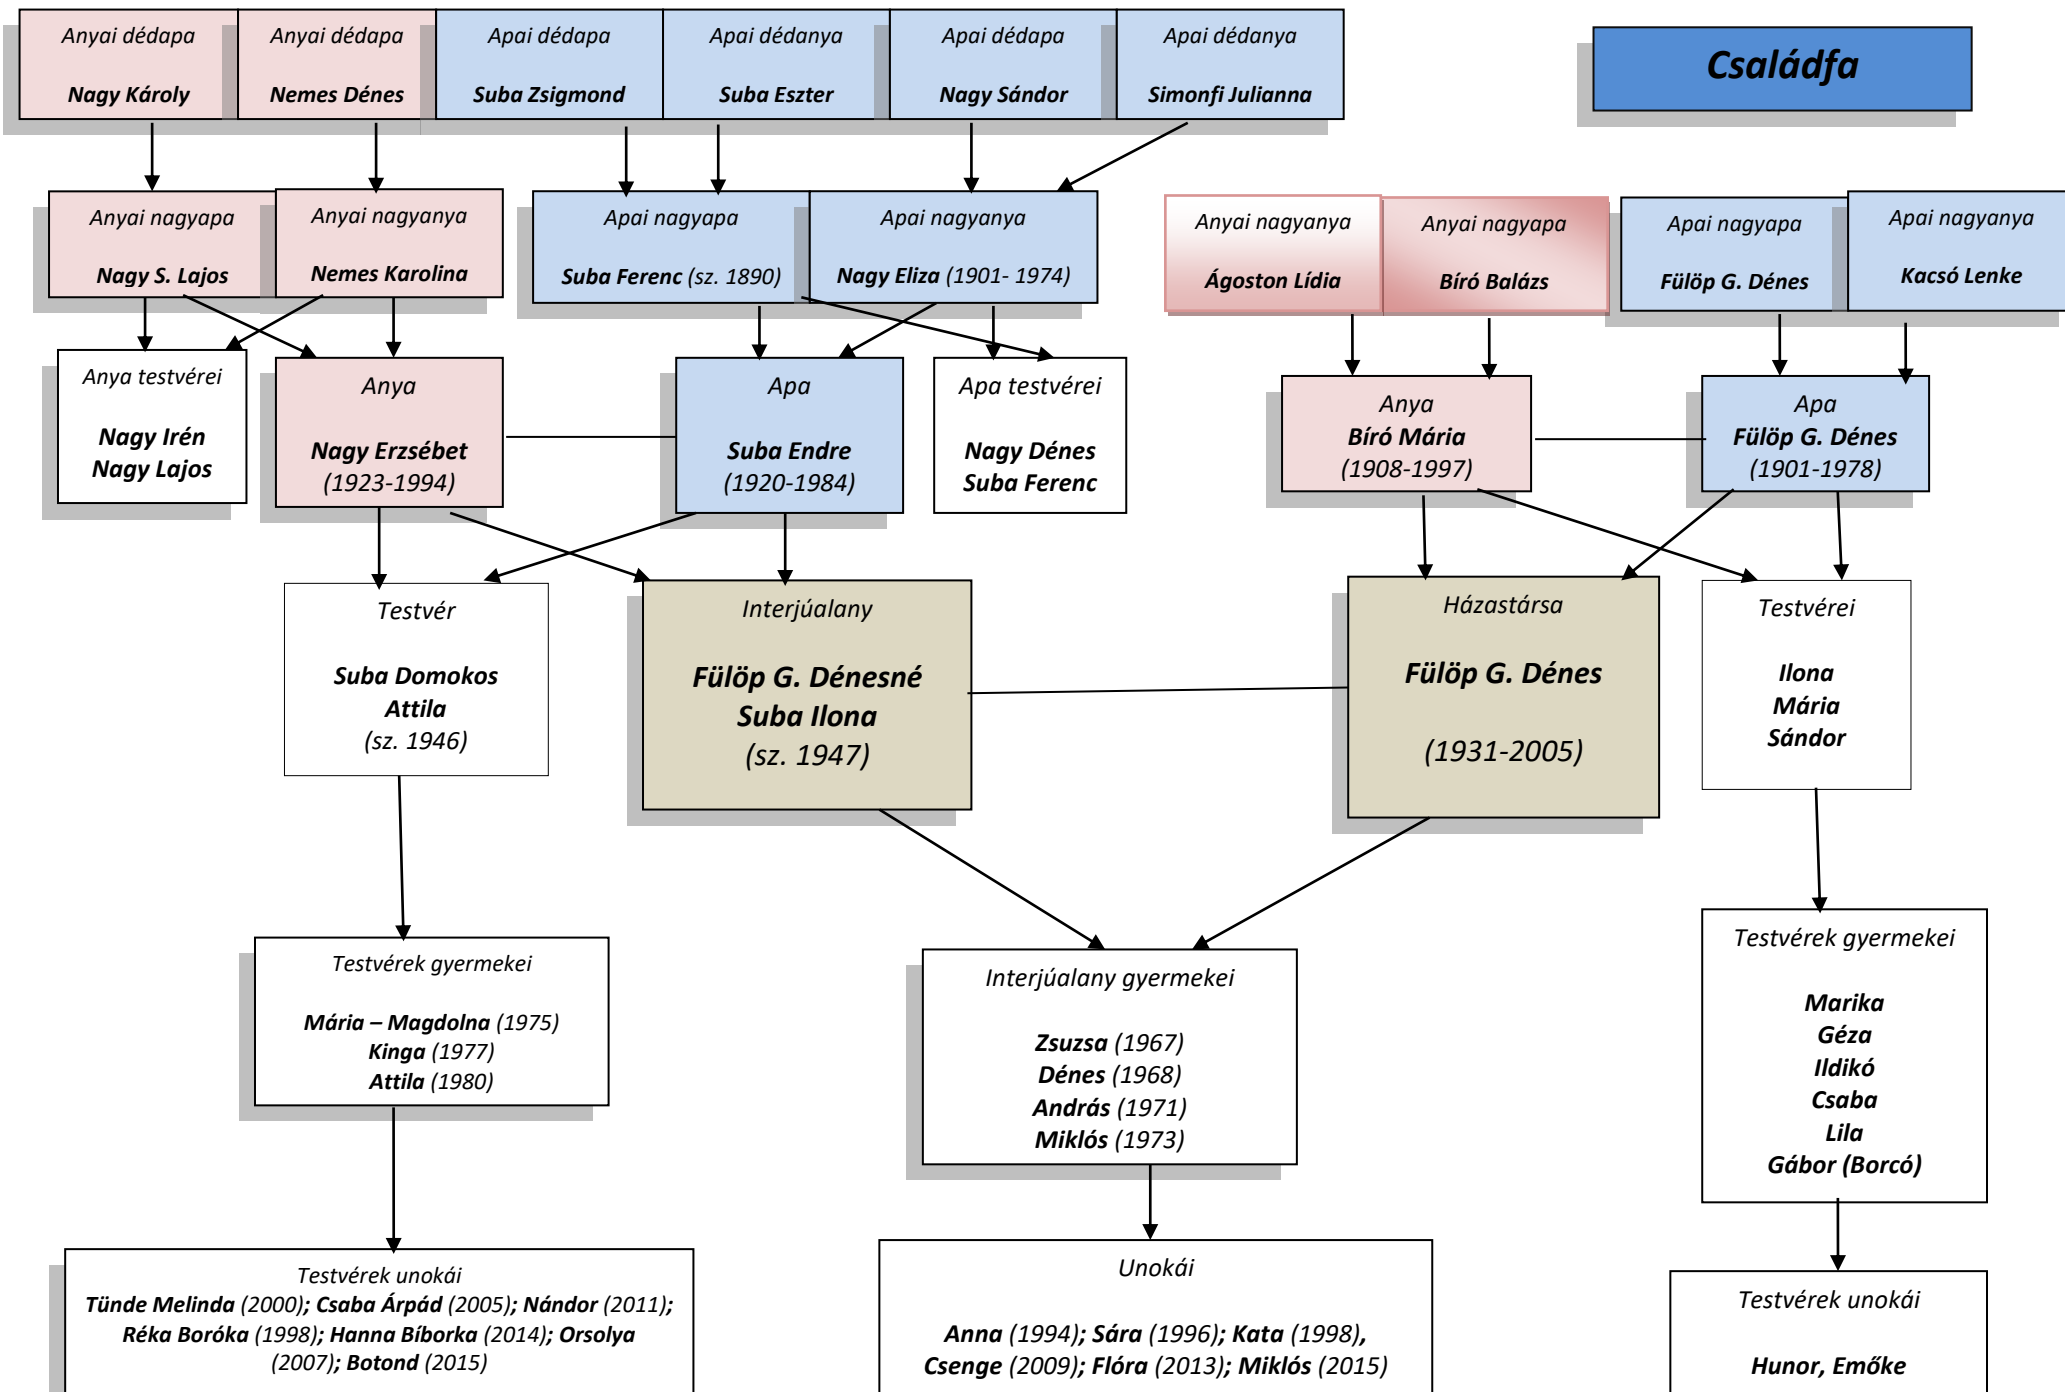 Anyai dédapa
Nagy Károly
Anyai dédapa
Nemes Dénes
Apai dédapa
Suba Zsigmond
Apai dédanya
Suba Eszter
Apai dédapa
Nagy Sándor
Apai dédanya
Simonfi Julianna
Családfa
Anyai nagyapa
Nagy S. Lajos
Anyai nagyanya
Nemes Karolina
Apai nagyapa
Suba Ferenc (sz. 1890)
Apai nagyanya
Nagy Eliza (1901- 1974)
Anyai nagyanya
Ágoston Lídia
Anyai nagyapa
Bíró Balázs
Apai nagyapa
Fülöp G. Dénes
Apai nagyanya
Kacsó Lenke
Anya testvérei
Nagy Irén
Nagy Lajos
Anya
Nagy Erzsébet
(1923-1994)
Apa
Suba Endre
(1920-1984)
Apa testvérei
Nagy Dénes
Suba Ferenc
Anya
Bíró Mária
(1908-1997)
Apa
Fülöp G. Dénes
(1901-1978)
Testvér
Suba Domokos
Attila
(sz. 1946)
Interjúalany
Fülöp G. Dénesné
Suba Ilona
(sz. 1947)
Házastársa
Fülöp G. Dénes
(1931-2005)
Testvérei
Ilona
Mária
Sándor
Testvérek gyermekei
Mária – Magdolna (1975)
Kinga (1977)
Attila (1980)
Interjúalany gyermekei
Zsuzsa (1967)
Dénes (1968)
András (1971)
Miklós (1973)
Testvérek gyermekei
Marika
Géza
Ildikó
Csaba
Lila
Gábor (Borcó)
Testvérek unokái
Tünde Melinda (2000); Csaba Árpád (2005); Nándor (2011);
Réka Boróka (1998); Hanna Bíborka (2014); Orsolya
(2007); Botond (2015)
Unokái
Anna (1994); Sára (1996); Kata (1998),
Csenge (2009); Flóra (2013); Miklós (2015)
Testvérek unokái
Hunor, Emőke